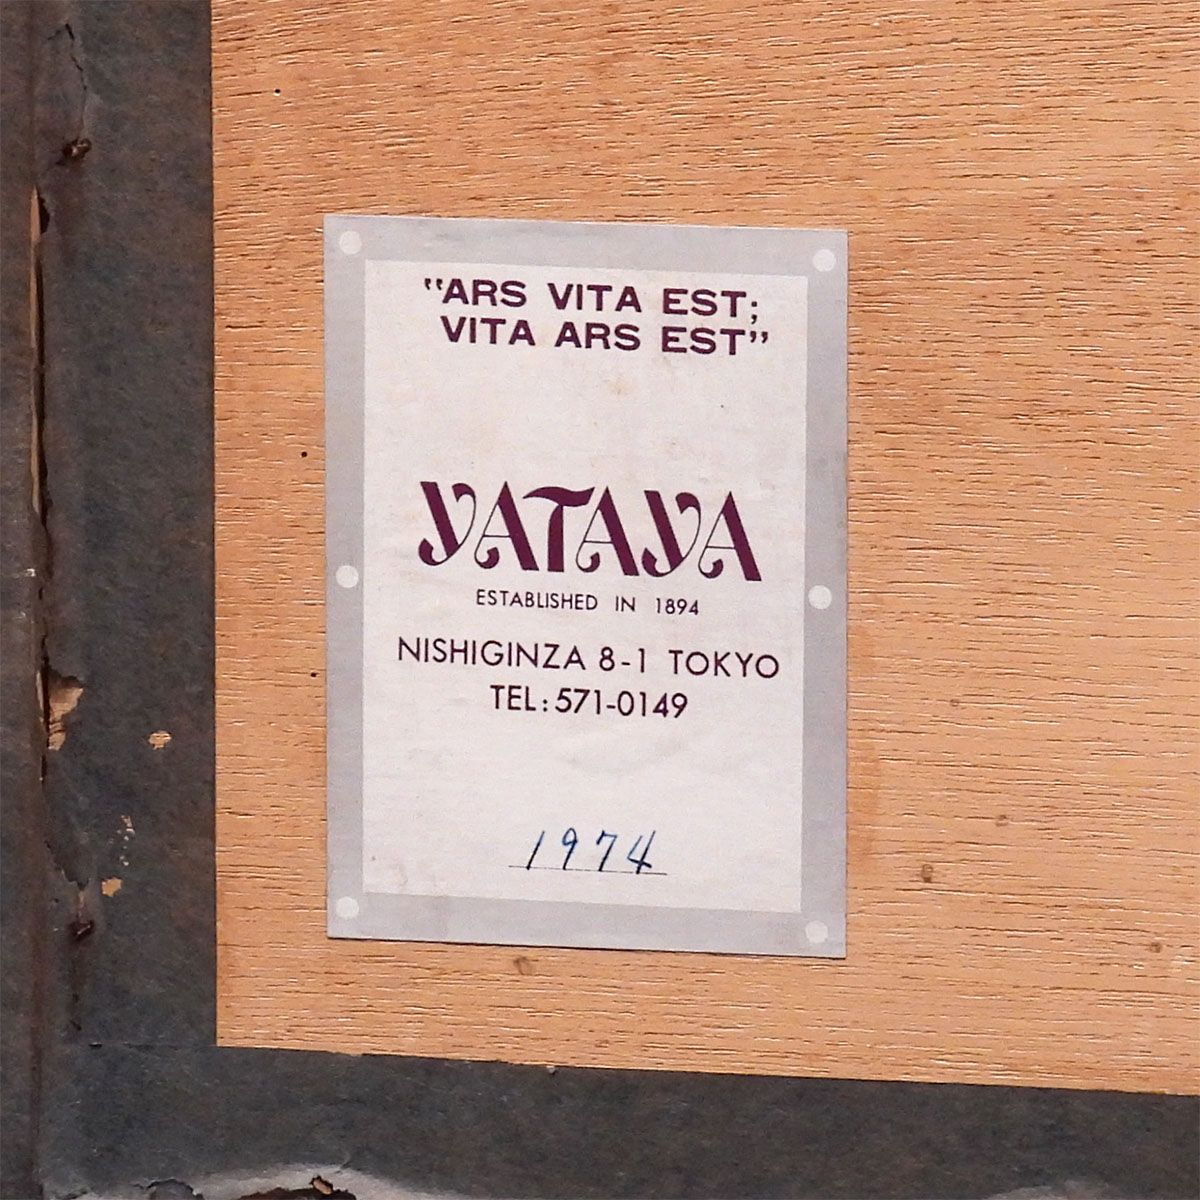 "ARS VITA EST;
VITA ARS EST"
YATAYA
ESTABLISHED IN 1894
NISHIGINZA 8-1 TOKYO
TEL: 571-0149
1974